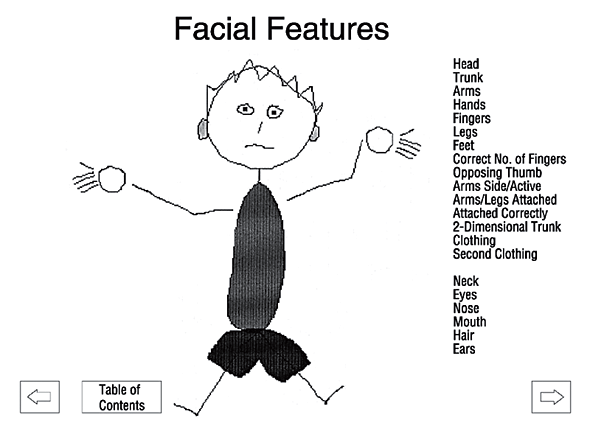 Facial Features
Head
Trunk
Arms
Hands
Fingers
Legs
Feet
Correct No. of Fingers
Opposing Thumb
Arms Side/Active
Arms/Legs Attached
Attached Correctly
2-Dimensional Trunk
Clothing
Second Clothing
Neck
Eyes
Nose
Mouth
Hair
Ears
Table of
Contents